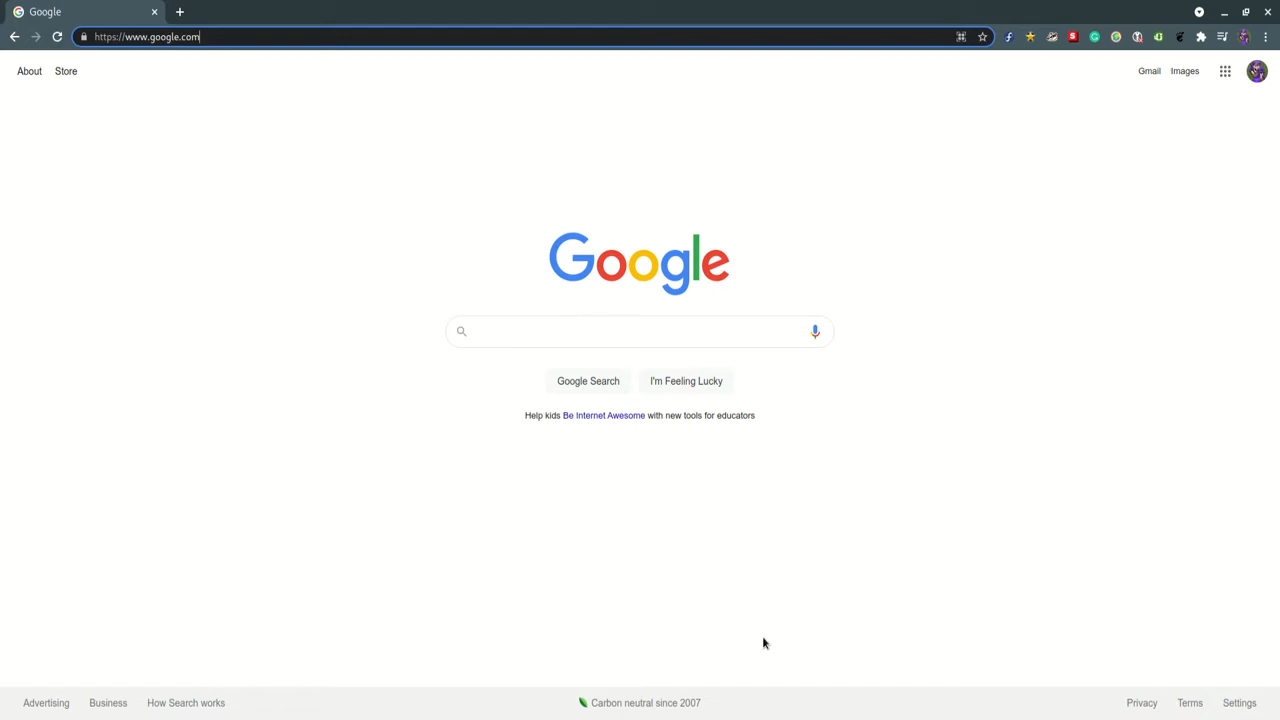 Google
https://www.google.com
About Store
Gmail Images
Google
Google Search I'm Feeling Lucky
Help kids Be Internet Awesome with new tools for educators
Advertising Business How Search works
Carbon neutral since 2007
Privacy Terms Settings